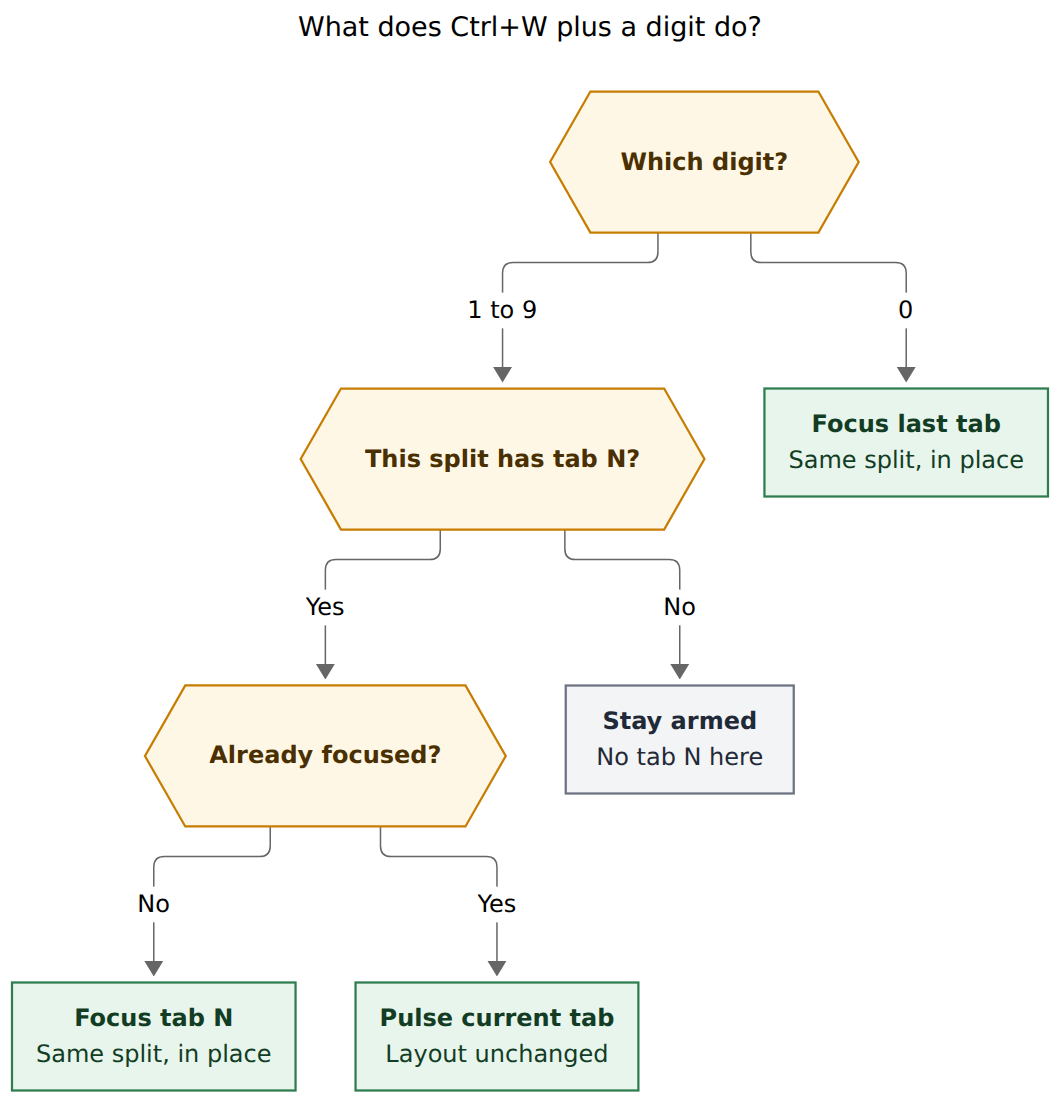 What does Ctrl+W plus a digit do?
Which digit?
1 to 9
0
This split has tab N?
Focus last tab
Same split, in place
Yes
No
Already focused?
Stay armed
No tab N here
No
Yes
Focus tab N
Same split, in place
Pulse current tab
Layout unchanged